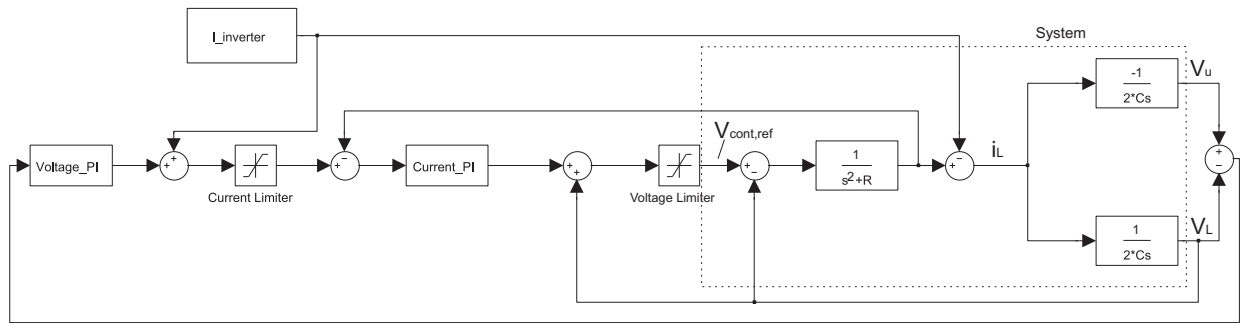 System
I_inverter
-1
2*Cs
Vu
+ +
+ −
Vcont,ref
iL
Voltage_PI
Current_PI
+ +
+ −
1
s2+R
+ −
+ −
Current Limiter
Voltage Limiter
1
2*Cs
VL